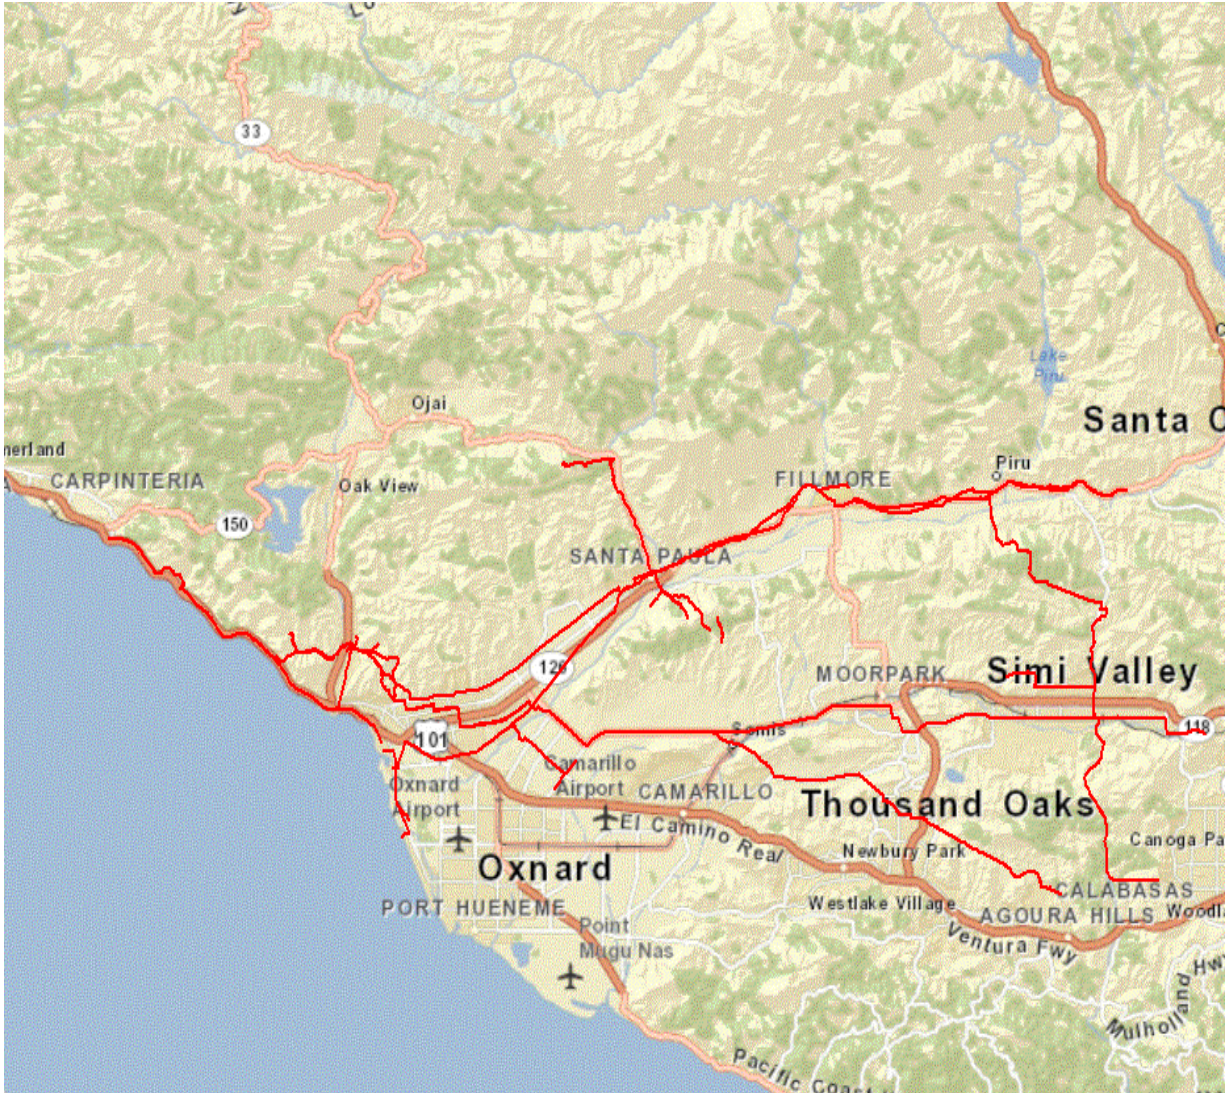 33
Lake
Piru
Santa C
Ojai
merland
CARPINTERIA
Oak View
Piru
FILLMORE
150
SANTA PAULA
126
MOORPARK
Simi Valley
118
101
Somis
Camarillo
Airport
CAMARILLO
Oxnard
Airport
Thousand Oaks
El Camino Real
Canoga Pa
Newbury Park
Oxnard
CALABASAS
PORT HUENEME
Westlake Village
AGOURA HILLS
Woodl
Point
Mugu Nas
Ventura Fwy
Mulholland Hwy
Pacific Coast